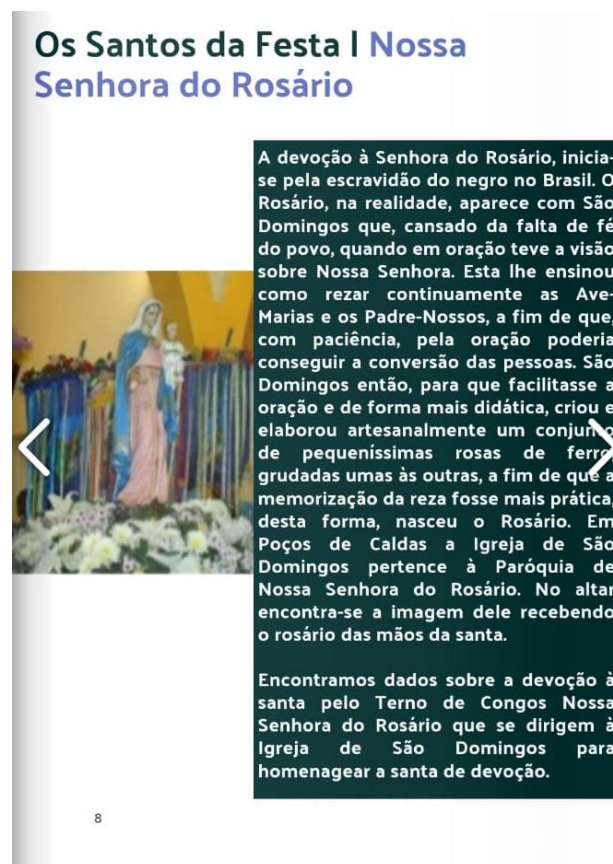 Os Santos da Festa | Nossa
Senhora do Rosário
A devoção à Senhora do Rosário, inicia-
se pela escravidão do negro no Brasil. O
Rosário, na realidade, aparece com São
Domingos que, cansado da falta de fé
do povo, quando em oração teve a visão
sobre Nossa Senhora. Esta lhe ensinou
como rezar continuamente as Ave-
Marias e os Padre-Nossos, a fim de que,
com paciência, pela oração poderia
conseguir a conversão das pessoas. São
Domingos então, para que facilitasse a
oração e de forma mais didática, criou e
elaborou artesanalmente um conjunto
de pequeníssimas rosas de ferro,
grudadas umas às outras, a fim de que a
memorização da reza fosse mais prática,
desta forma, nasceu o Rosário. Em
Poços de Caldas a Igreja de São
Domingos pertence à Paróquia de
Nossa Senhora do Rosário. No altar
encontra-se a imagem dele recebendo
o rosário das mãos da santa.
Encontramos dados sobre a devoção à
santa pelo Terno de Congos Nossa
Senhora do Rosário que se dirigem à
Igreja de São Domingos para
homenagear a santa de devoção.
8